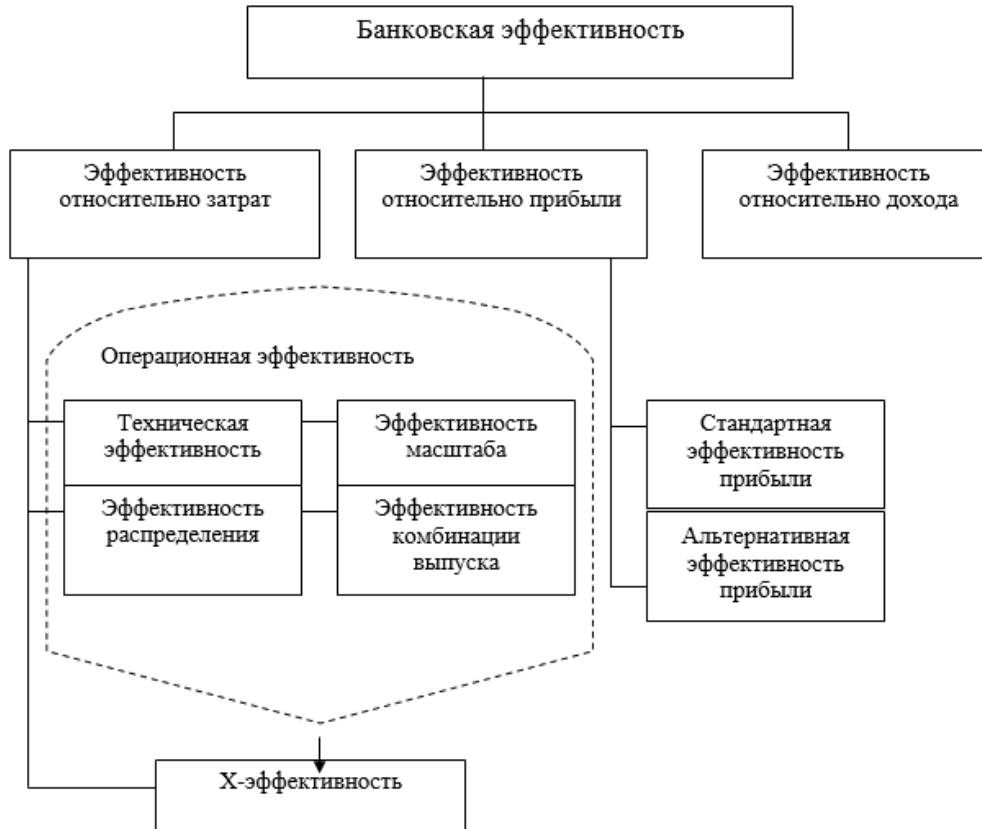 Банковская эффективность
Эффективность
относительно затрат
Эффективность
относительно прибыли
Эффективность
относительно дохода
Операционная эффективность
Техническая
эффективность
Эффективность
масштаба
Стандартная
эффективность
прибыли
Эффективность
распределения
Эффективность
комбинации
выпуска
Альтернативная
эффективность
прибыли
Х-эффективность